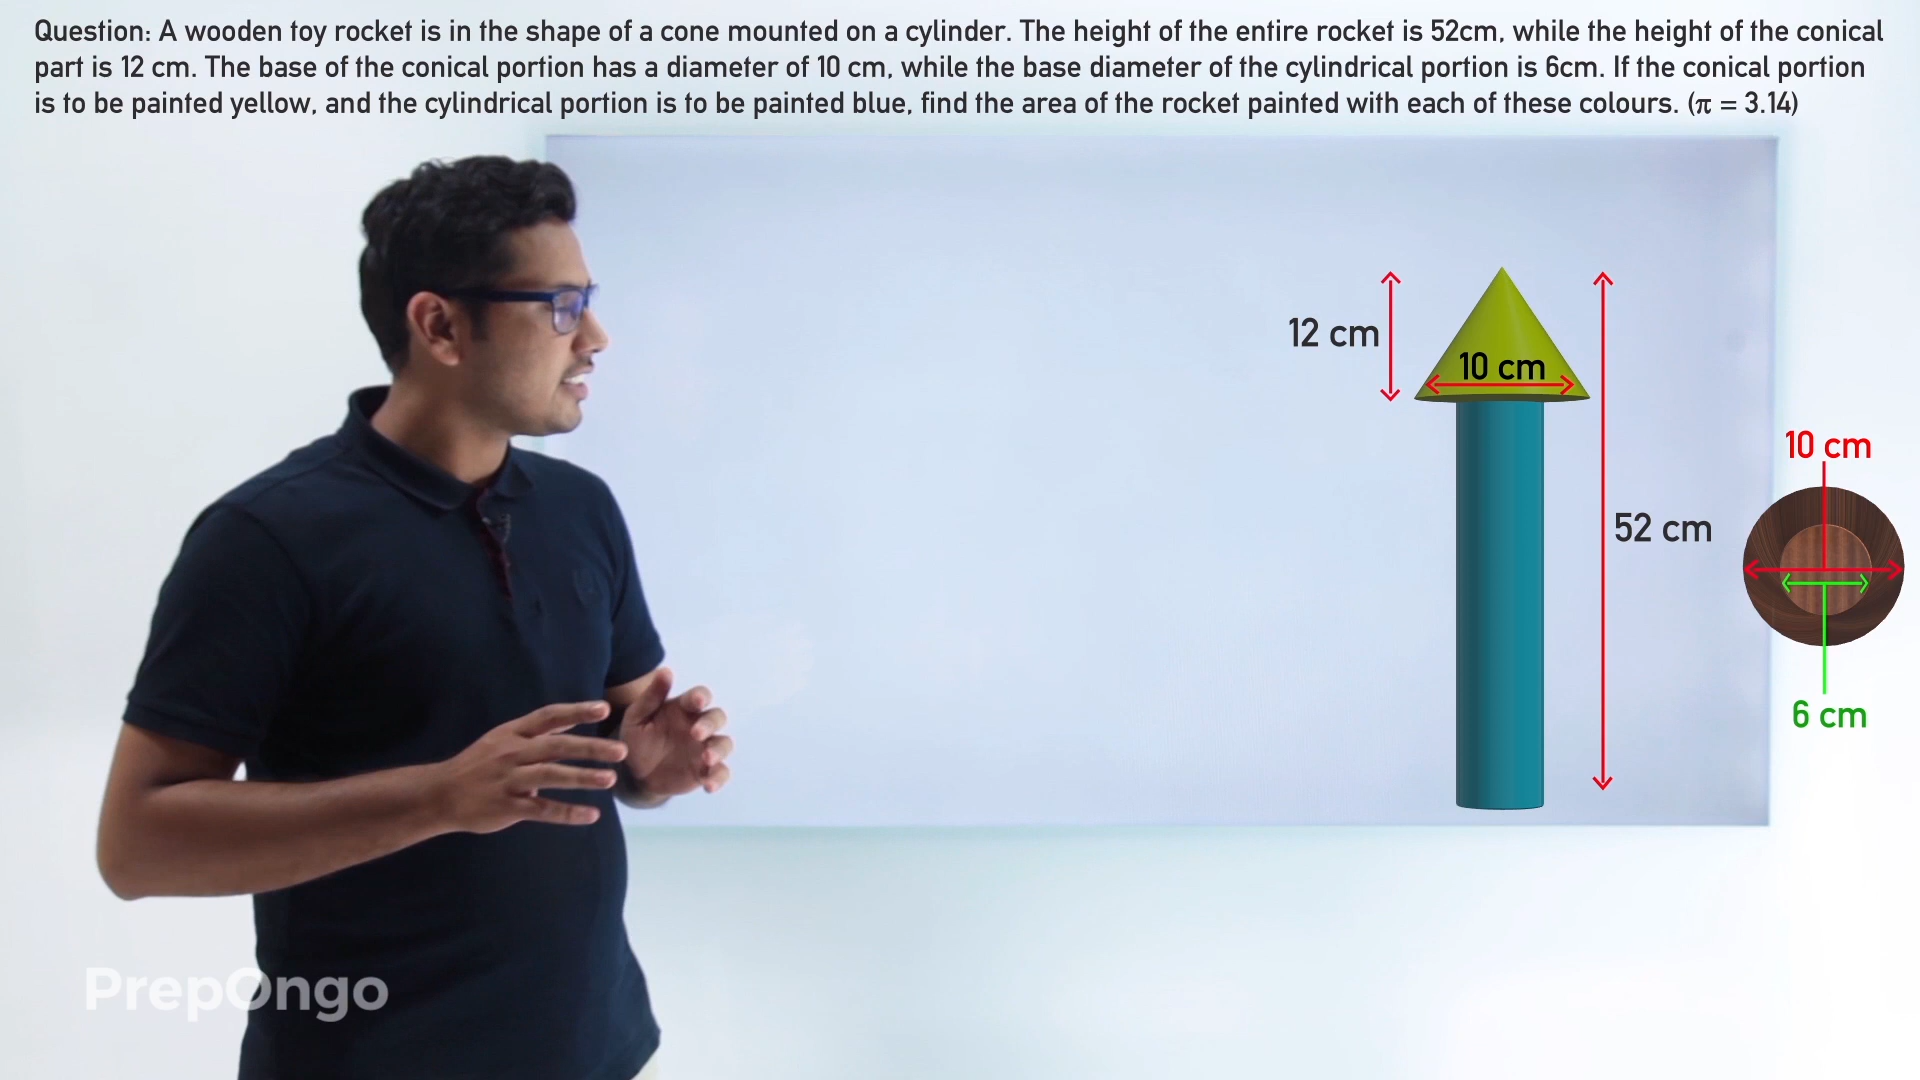 Question: A wooden toy rocket is in the shape of a cone mounted on a cylinder. The height of the entire rocket is 52cm, while the height of the conical
part is 12 cm. The base of the conical portion has a diameter of 10 cm, while the base diameter of the cylindrical portion is 6cm. If the conical portion
is to be painted yellow, and the cylindrical portion is to be painted blue, find the area of the rocket painted with each of these colours. (π = 3.14)
12 cm
10 cm
10 cm
52 cm
6 cm
PrepOngo